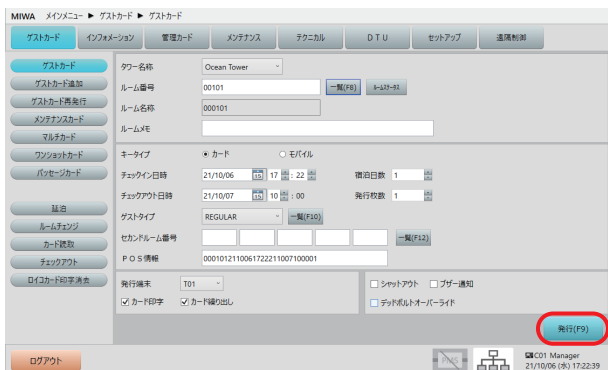 MIWA メインメニュー ▶ ゲストカード ▶ ゲストカード
ゲストカード インフォメーション 管理カード メンテナンス テクニカル DTU セットアップ 遠隔制御
ゲストカード
ゲストカード追加
ゲストカード再発行
メンテナンスカード
マルチカード
ワンショットカード
パッセージカード
延泊
ルームチェンジ
カード読取
チェックアウト
ロイコカード印字消去
タワー名称 Ocean Tower
ルーム番号 00101 一覧(F8) ルームステータス
ルーム名称 000101
ルームメモ
キータイプ カード モバイル
チェックイン日時 21/10/06 15 17 : 22 宿泊日数 1
チェックアウト日時 21/10/07 15 10 : 00 発行枚数 1
ゲストタイプ REGULAR 一覧(F10)
セカンドルーム番号 一覧(F12)
POS情報 0001012110061722211007100001
発行端末 T01
カード印字 カード繰り出し
シャットアウト ブザー通知
デッドボルトオーバーライド
発行(F9)
ログアウト
PMS
C01 Manager
21/10/06 (水) 17:22:39